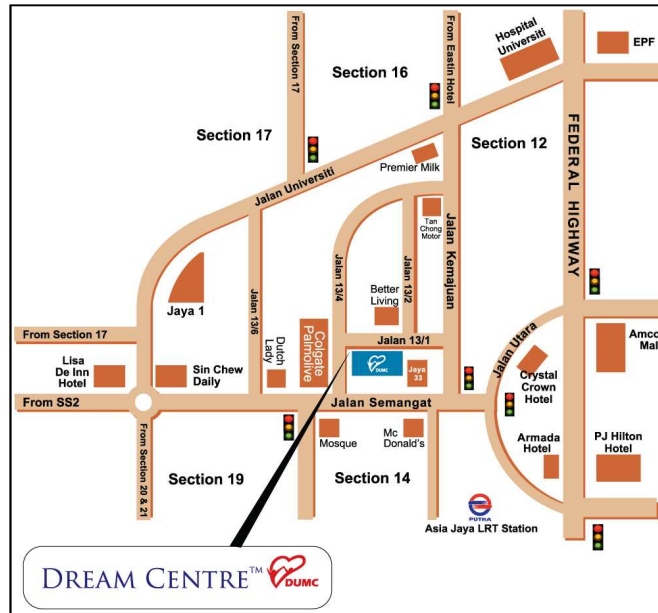 From Section 17
Section 16
From Eastin Hotel
Hospital
Universiti
EPF
Section 17
Premier Milk
Section 12
FEDERAL HIGHWAY
Jalan Universiti
Tan
Chong
Motor
Jalan Kemajuan
Jalan 13/6
Jalan 13/4
Jalan 13/2
Better
Living
Jaya 1
From Section 17
Dutch
Lady
Colgate
Palmolive
Jalan 13/1
Jalan Utara
Amco
Mal
Lisa
De Inn
Hotel
Sin Chew
Daily
DUMC
Jaya
33
Crystal
Crown
Hotel
From SS2
Jalan Semangat
From Section 20 & 21
Mosque
Mc
Donald's
Armada
Hotel
PJ Hilton
Hotel
Section 19
Section 14
PUTRA
Asia Jaya LRT Station
DREAM CENTRE™ DUMC